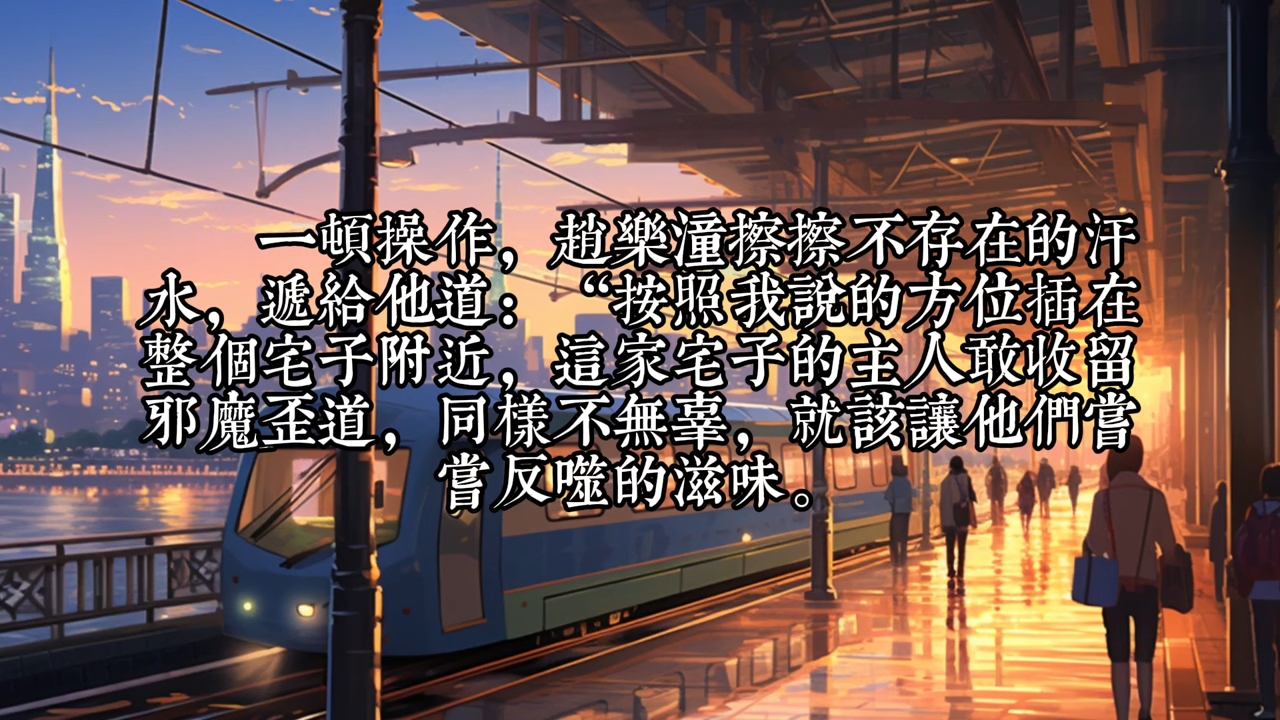 一頓操作，趙樂潼擦擦不存在的汗
水，遞給他道：“按照我說的方位插在
整個宅子附近，這家宅子的主人敢收留
邪魔歪道，同樣不無辜，就該讓他們嘗
嘗反噬的滋味。